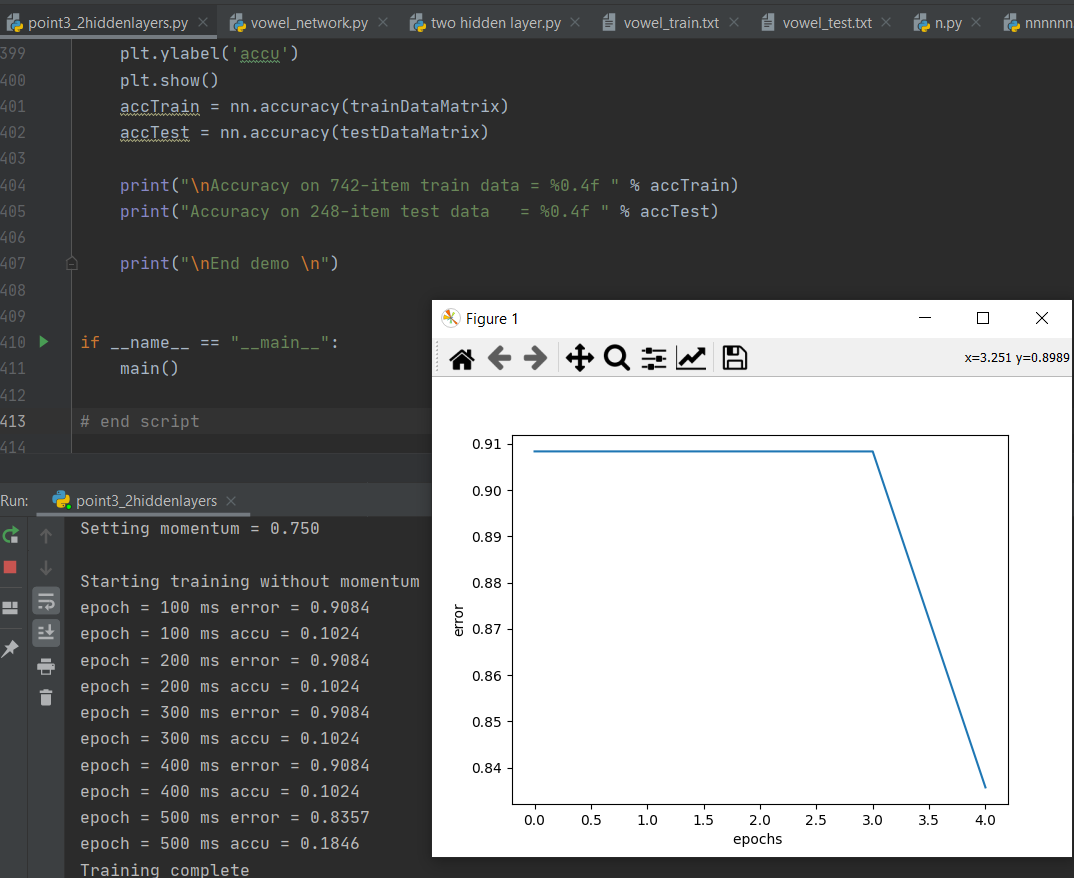 point3_2hiddenlayers.py vowel_network.py two hidden layer.py vowel_train.txt vowel_test.txt n.py nnnnnn
399 plt.ylabel('accu')
400 plt.show()
401 accTrain = nn.accuracy(trainDataMatrix)
402 accTest = nn.accuracy(testDataMatrix)
403
404 print("\nAccuracy on 742-item train data = %0.4f " % accTrain)
405 print("Accuracy on 248-item test data   = %0.4f " % accTest)
406
407 print("\nEnd demo \n")
408
409
410 if __name__ == "__main__":
411 main()
412
413 # end script
414
Run: point3_2hiddenlayers
Setting momentum = 0.750
Starting training without momentum
epoch = 100 ms error = 0.9084
epoch = 100 ms accu = 0.1024
epoch = 200 ms error = 0.9084
epoch = 200 ms accu = 0.1024
epoch = 300 ms error = 0.9084
epoch = 300 ms accu = 0.1024
epoch = 400 ms error = 0.9084
epoch = 400 ms accu = 0.1024
epoch = 500 ms error = 0.8357
epoch = 500 ms accu = 0.1846
Training complete
Figure 1
x=3.251 y=0.8989
0.91
0.90
0.89
0.88
0.87
0.86
0.85
0.84
error
0.0 0.5 1.0 1.5 2.0 2.5 3.0 3.5 4.0
epochs